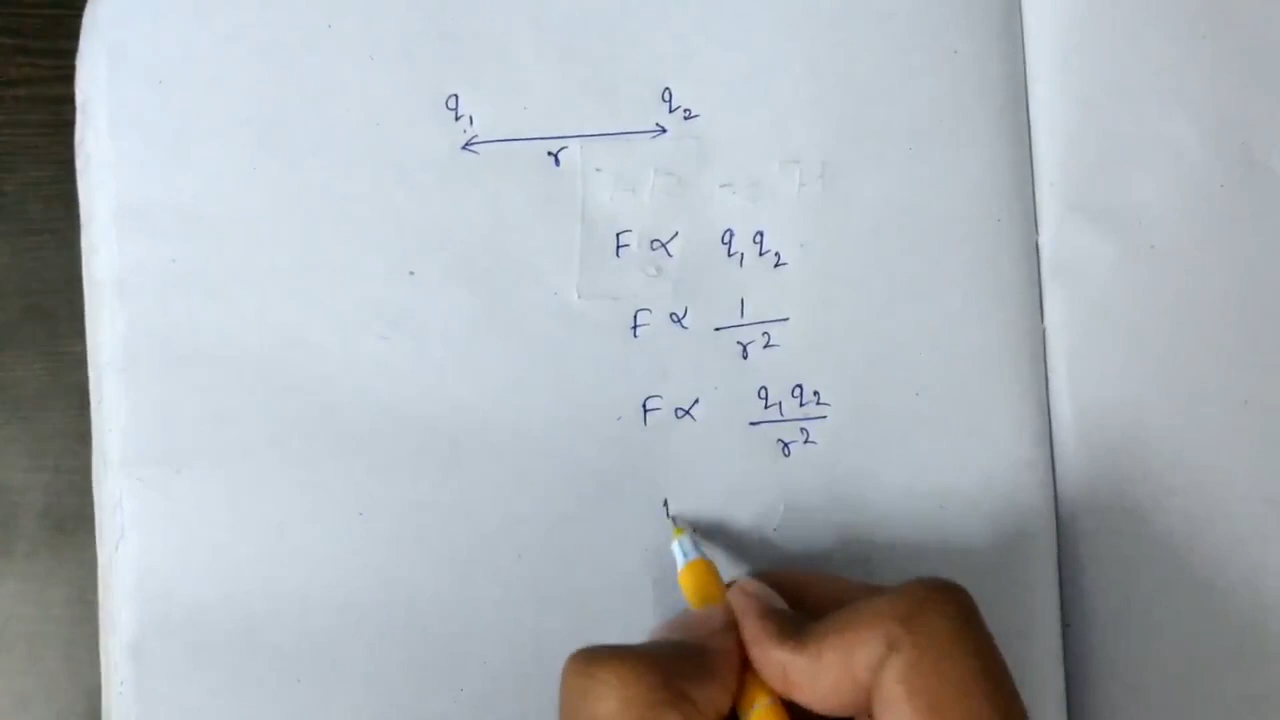 q₁ q₂
r
F ∝ q₁q₂
F ∝ 1/r²
F ∝ q₁q₂/r²